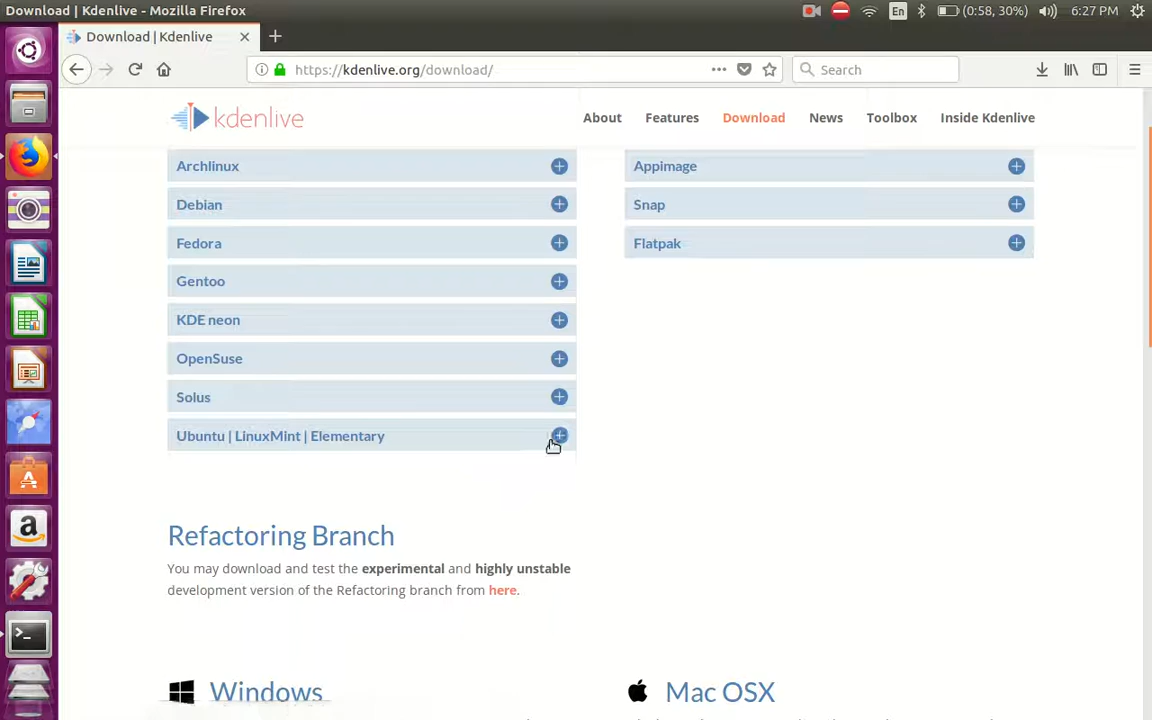 Download | Kdenlive - Mozilla Firefox
En
(0:58, 30%)
6:27 PM
Download | Kdenlive
https://kdenlive.org/download/
Search
kdenlive
About
Features
Download
News
Toolbox
Inside Kdenlive
Archlinux
Appimage
Debian
Snap
Fedora
Flatpak
Gentoo
KDE neon
OpenSuse
Solus
Ubuntu | LinuxMint | Elementary
Refactoring Branch
You may download and test the experimental and highly unstable
development version of the Refactoring branch from here.
Windows
Mac OSX